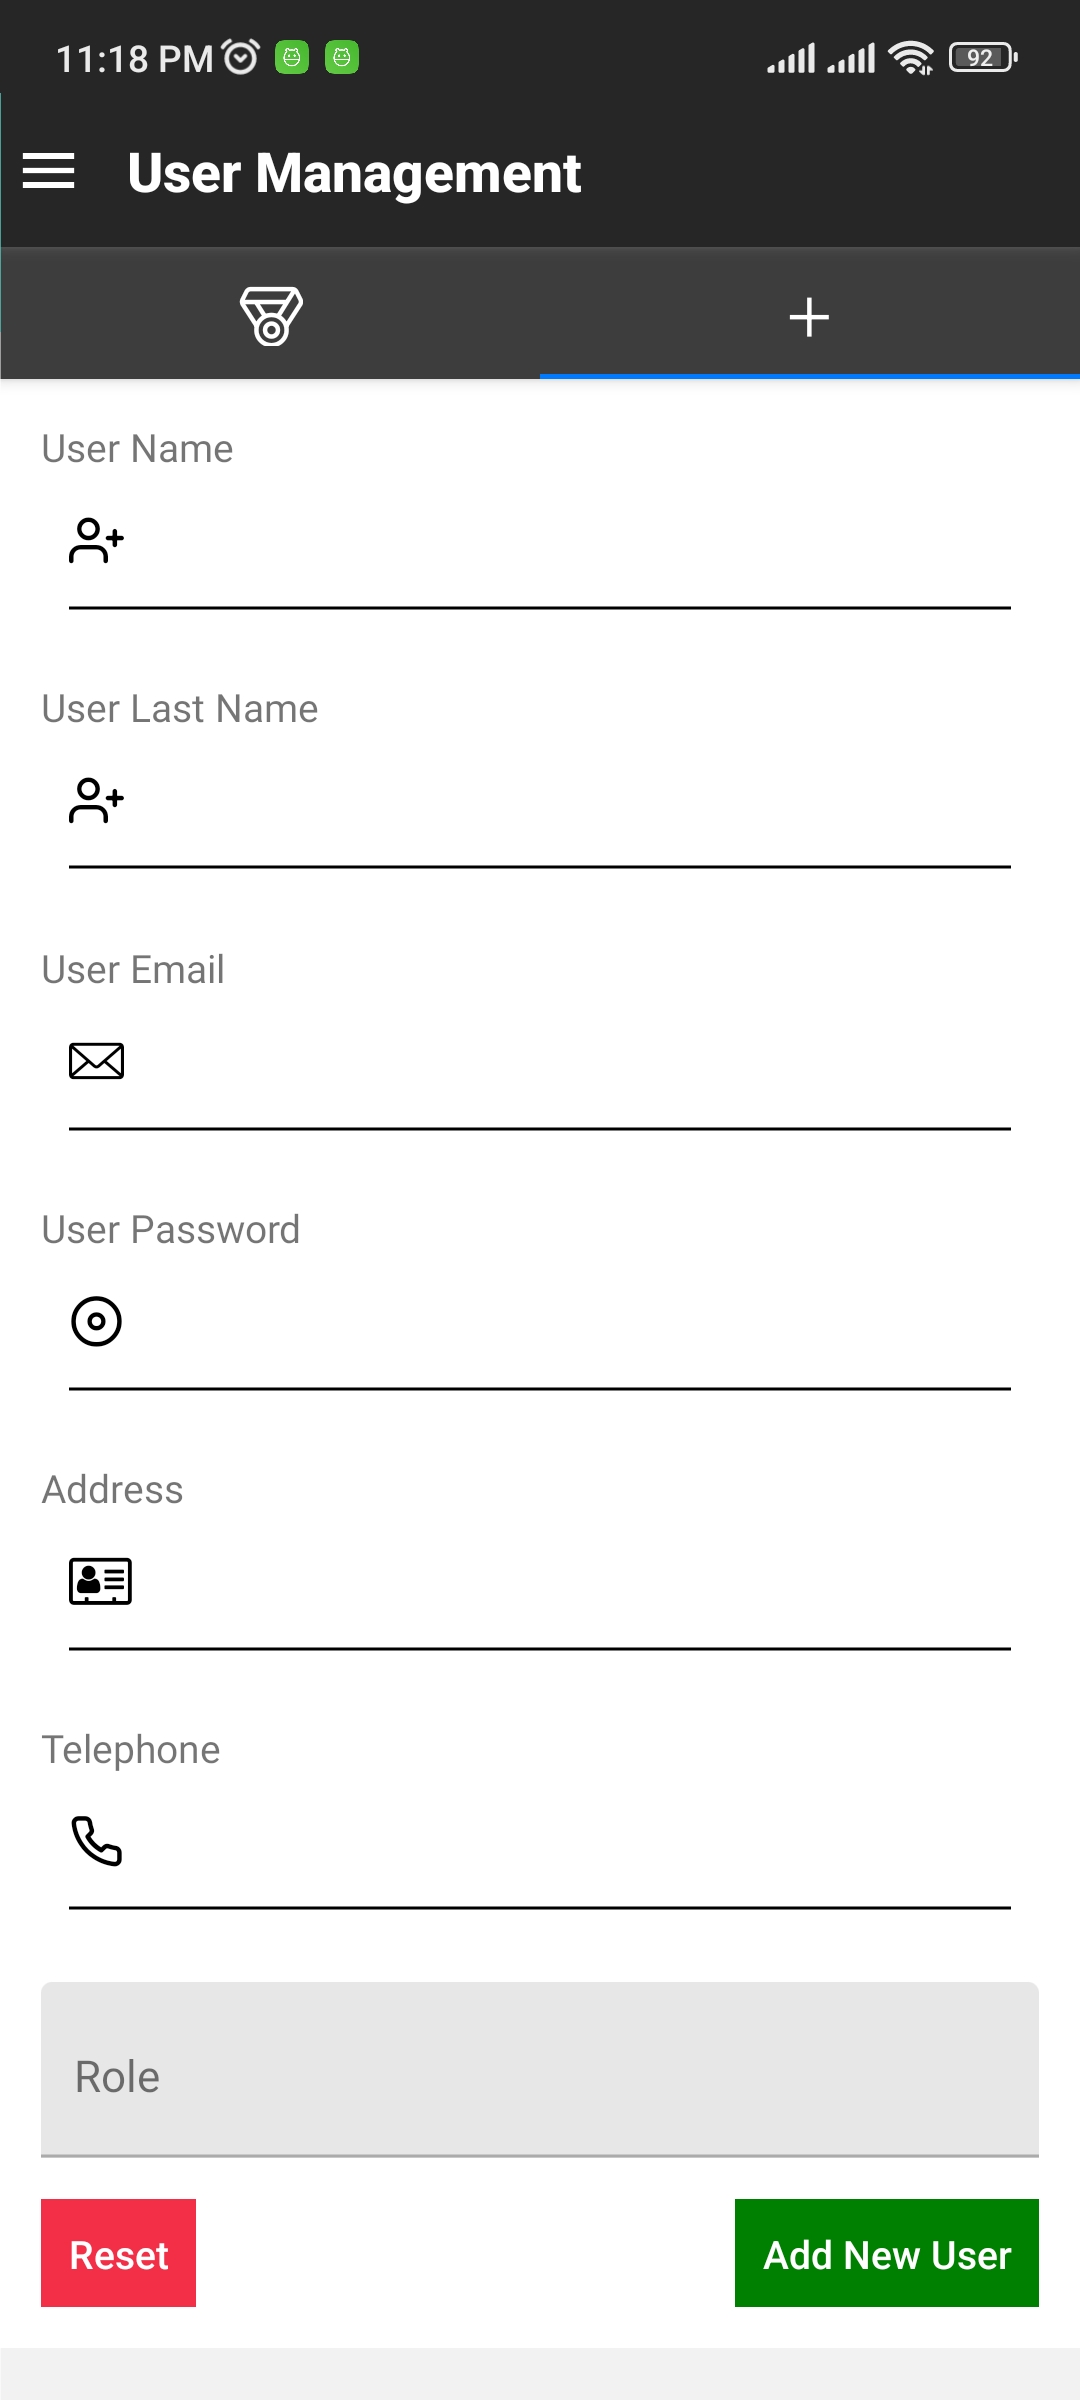 11:18 PM
92
User Management
User Name
User Last Name
User Email
User Password
Address
Telephone
Role
Reset
Add New User